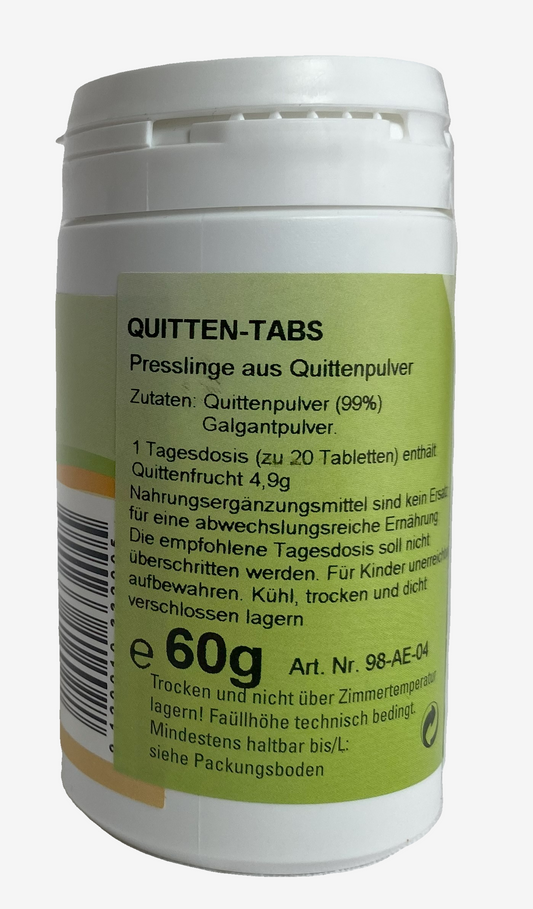 QUITTEN-TABS
Presslinge aus Quittenpulver
Zutaten: Quittenpulver (99%)
Galgantpulver.
1 Tagesdosis (zu 20 Tabletten) enthält
Quittenfrucht 4,9g
Nahrungsergänzungsmittel sind kein Ersatz
für eine abwechslungsreiche Ernährung
Die empfohlene Tagesdosis soll nicht
überschritten werden. Für Kinder
aufbewahren. Kühl, trocken und dicht
verschlossen lagern
e 60g Art. Nr. 98-AE-04
Trocken und nicht über Zimmertemperatur
lagern! Faüllhöhe technisch bedingt.
Mindestens haltbar bis/L:
siehe Packungsboden